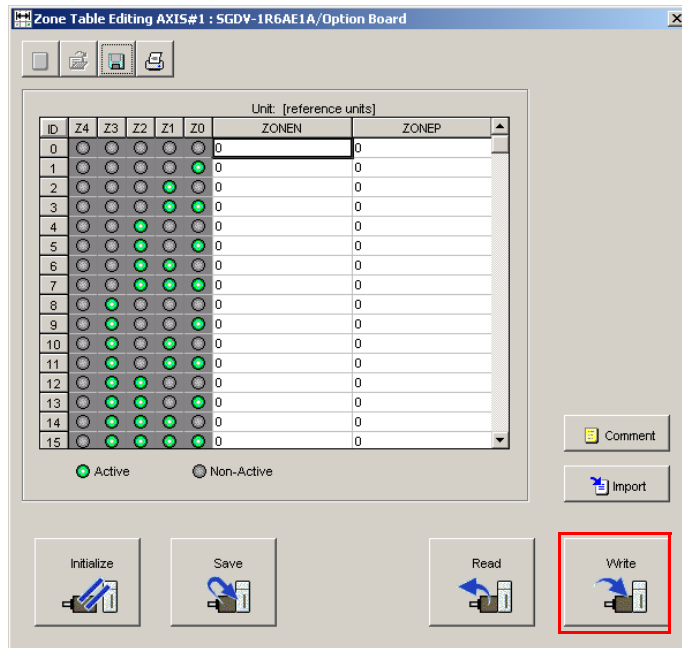 Zone Table Editing AXIS#1 : SGDV-1R6AE1A/Option Board
Unit: [reference units]
ID Z4 Z3 Z2 Z1 Z0 ZONEN ZONEP
0 0 0
1 0 0
2 0 0
3 0 0
4 0 0
5 0 0
6 0 0
7 0 0
8 0 0
9 0 0
10 0 0
11 0 0
12 0 0
13 0 0
14 0 0
15 0 0
Active Non-Active
Comment
Import
Initialize Save Read Write